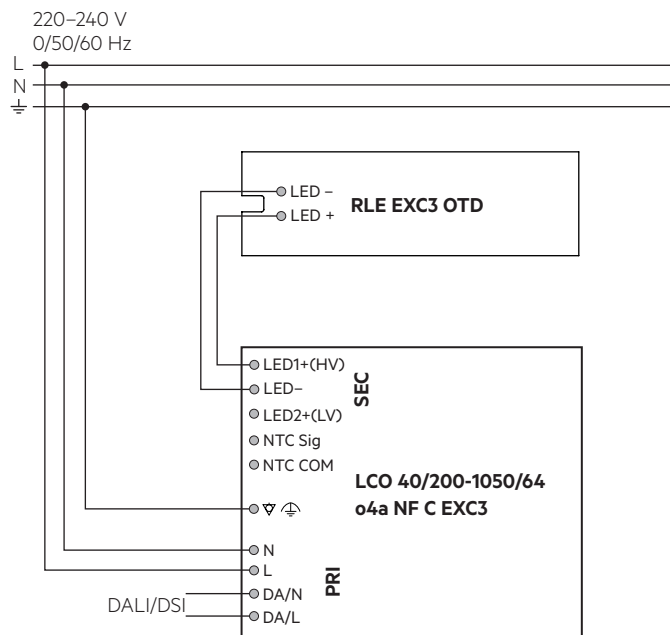 220–240 V
0/50/60 Hz
L
N
LED –
LED +
RLE EXC3 OTD
LED1+(HV)
LED–
LED2+(LV)
NTC Sig
NTC COM
SEC
LCO 40/200-1050/64
o4a NF C EXC3
N
L
PRI
DALI/DSI
DA/N
DA/L